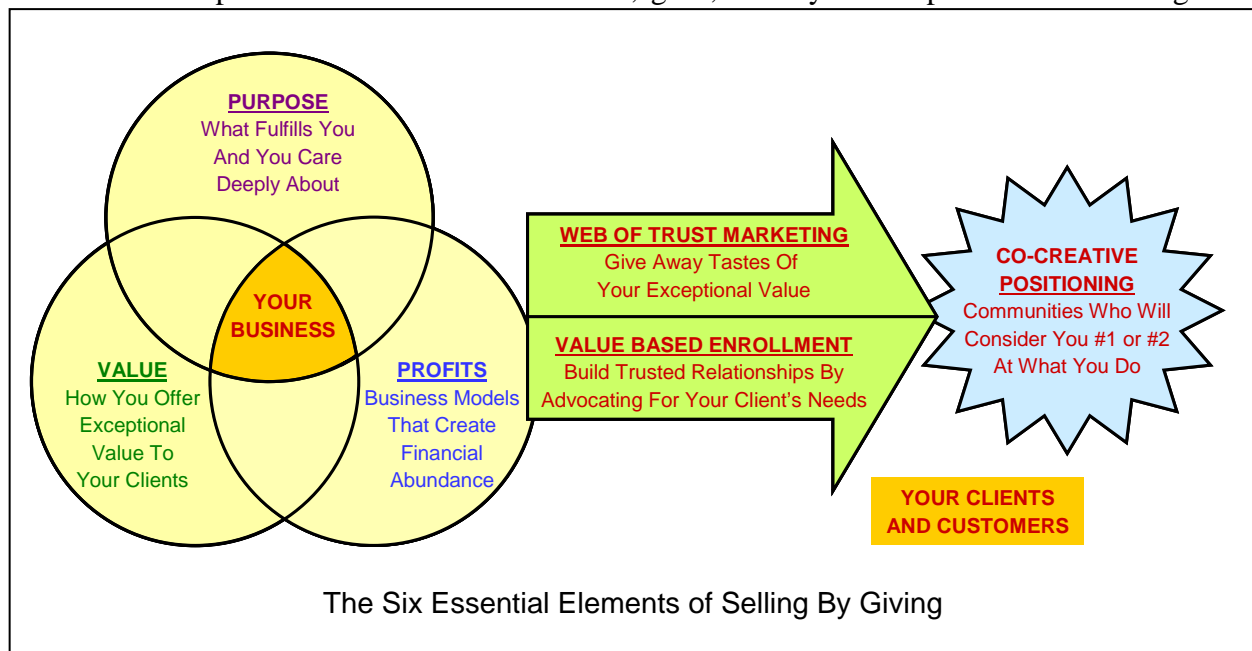 PURPOSE
What Fulfills You
And You Care
Deeply About
YOUR
BUSINESS
VALUE
How You Offer
Exceptional
Value To
Your Clients
PROFITS
Business Models
That Create
Financial
Abundance
WEB OF TRUST MARKETING
Give Away Tastes Of
Your Exceptional Value
VALUE BASED ENROLLMENT
Build Trusted Relationships By
Advocating For Your Client's Needs
CO-CREATIVE
POSITIONING
Communities Who Will
Consider You #1 or #2
At What You Do
YOUR CLIENTS
AND CUSTOMERS
The Six Essential Elements of Selling By Giving